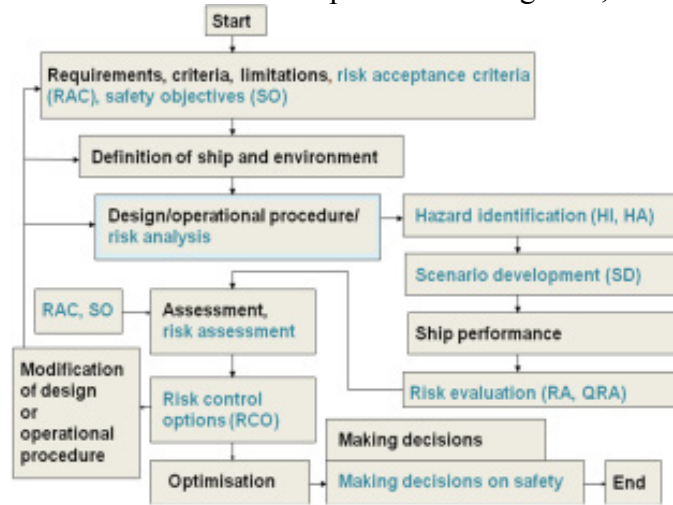 Start
Requirements, criteria, limitations, risk acceptance criteria
(RAC), safety objectives (SO)
Definition of ship and environment
Design/operational procedure/
risk analysis
Hazard identification (HI, HA)
Scenario development (SD)
RAC, SO
Assessment,
risk assessment
Ship performance
Modification
of design
or
operational
procedure
Risk control
options (RCO)
Risk evaluation (RA, QRA)
Making decisions
Optimisation
Making decisions on safety
End